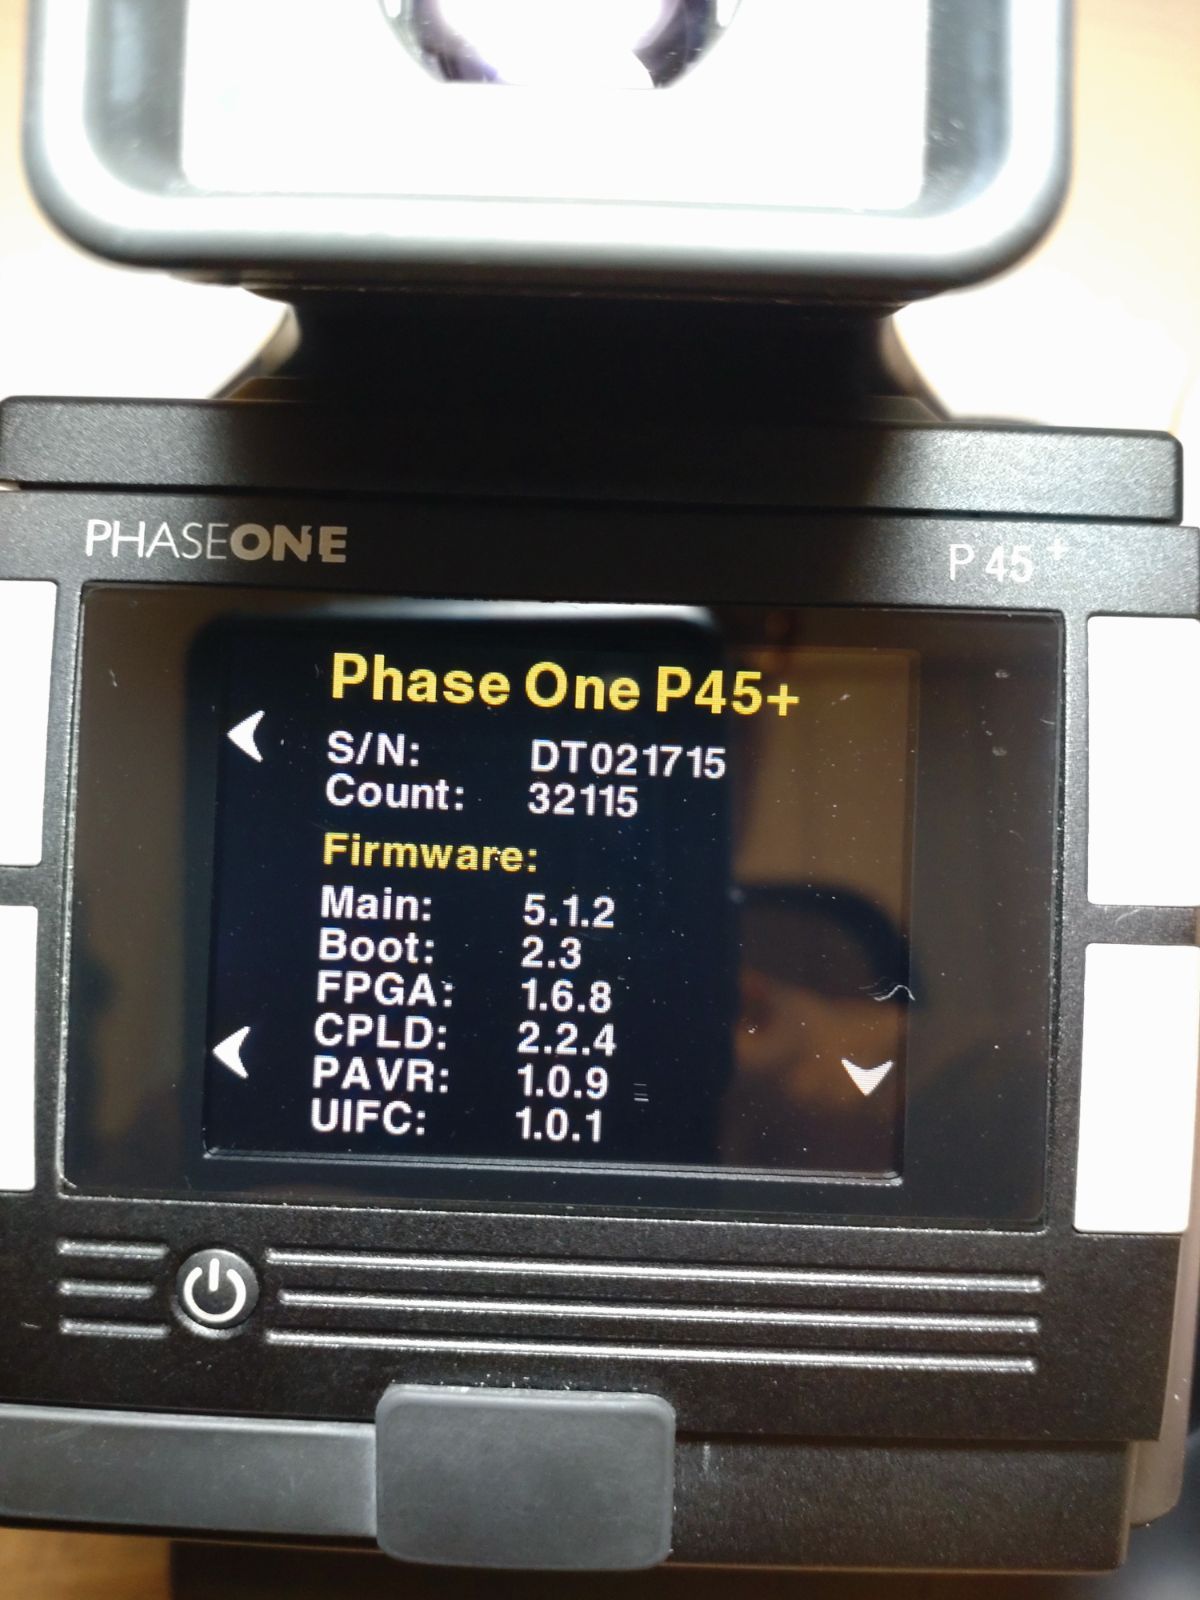 PHASEONE P45+
Phase One P45+
S/N: DT021715
Count: 32115
Firmware:
Main: 5.1.2
Boot: 2.3
FPGA: 1.6.8
CPLD: 2.2.4
PAVR: 1.0.9
UIFC: 1.0.1